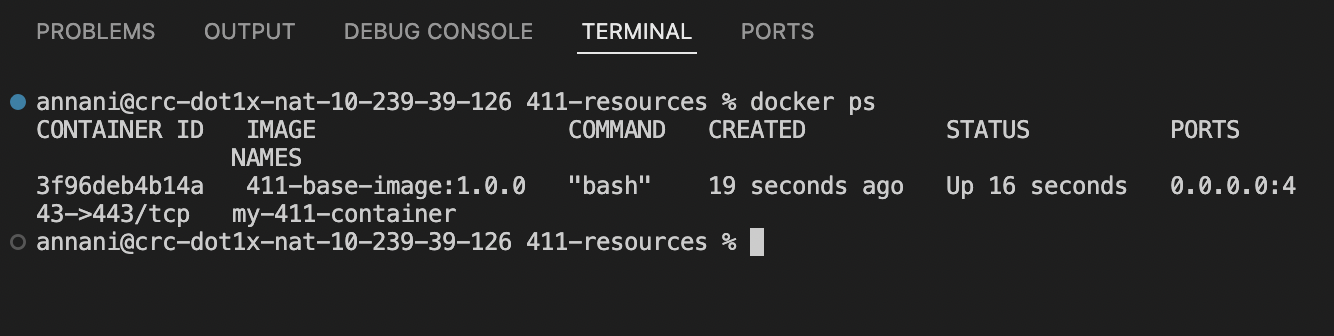 PROBLEMS OUTPUT DEBUG CONSOLE TERMINAL PORTS
annani@crc-dot1x-nat-10-239-39-126 411-resources % docker ps
CONTAINER ID   IMAGE                  COMMAND   CREATED          STATUS          PORTS
              NAMES
3f96deb4b14a   411-base-image:1.0.0   "bash"    19 seconds ago   Up 16 seconds   0.0.0.0:4
43->443/tcp   my-411-container
annani@crc-dot1x-nat-10-239-39-126 411-resources %